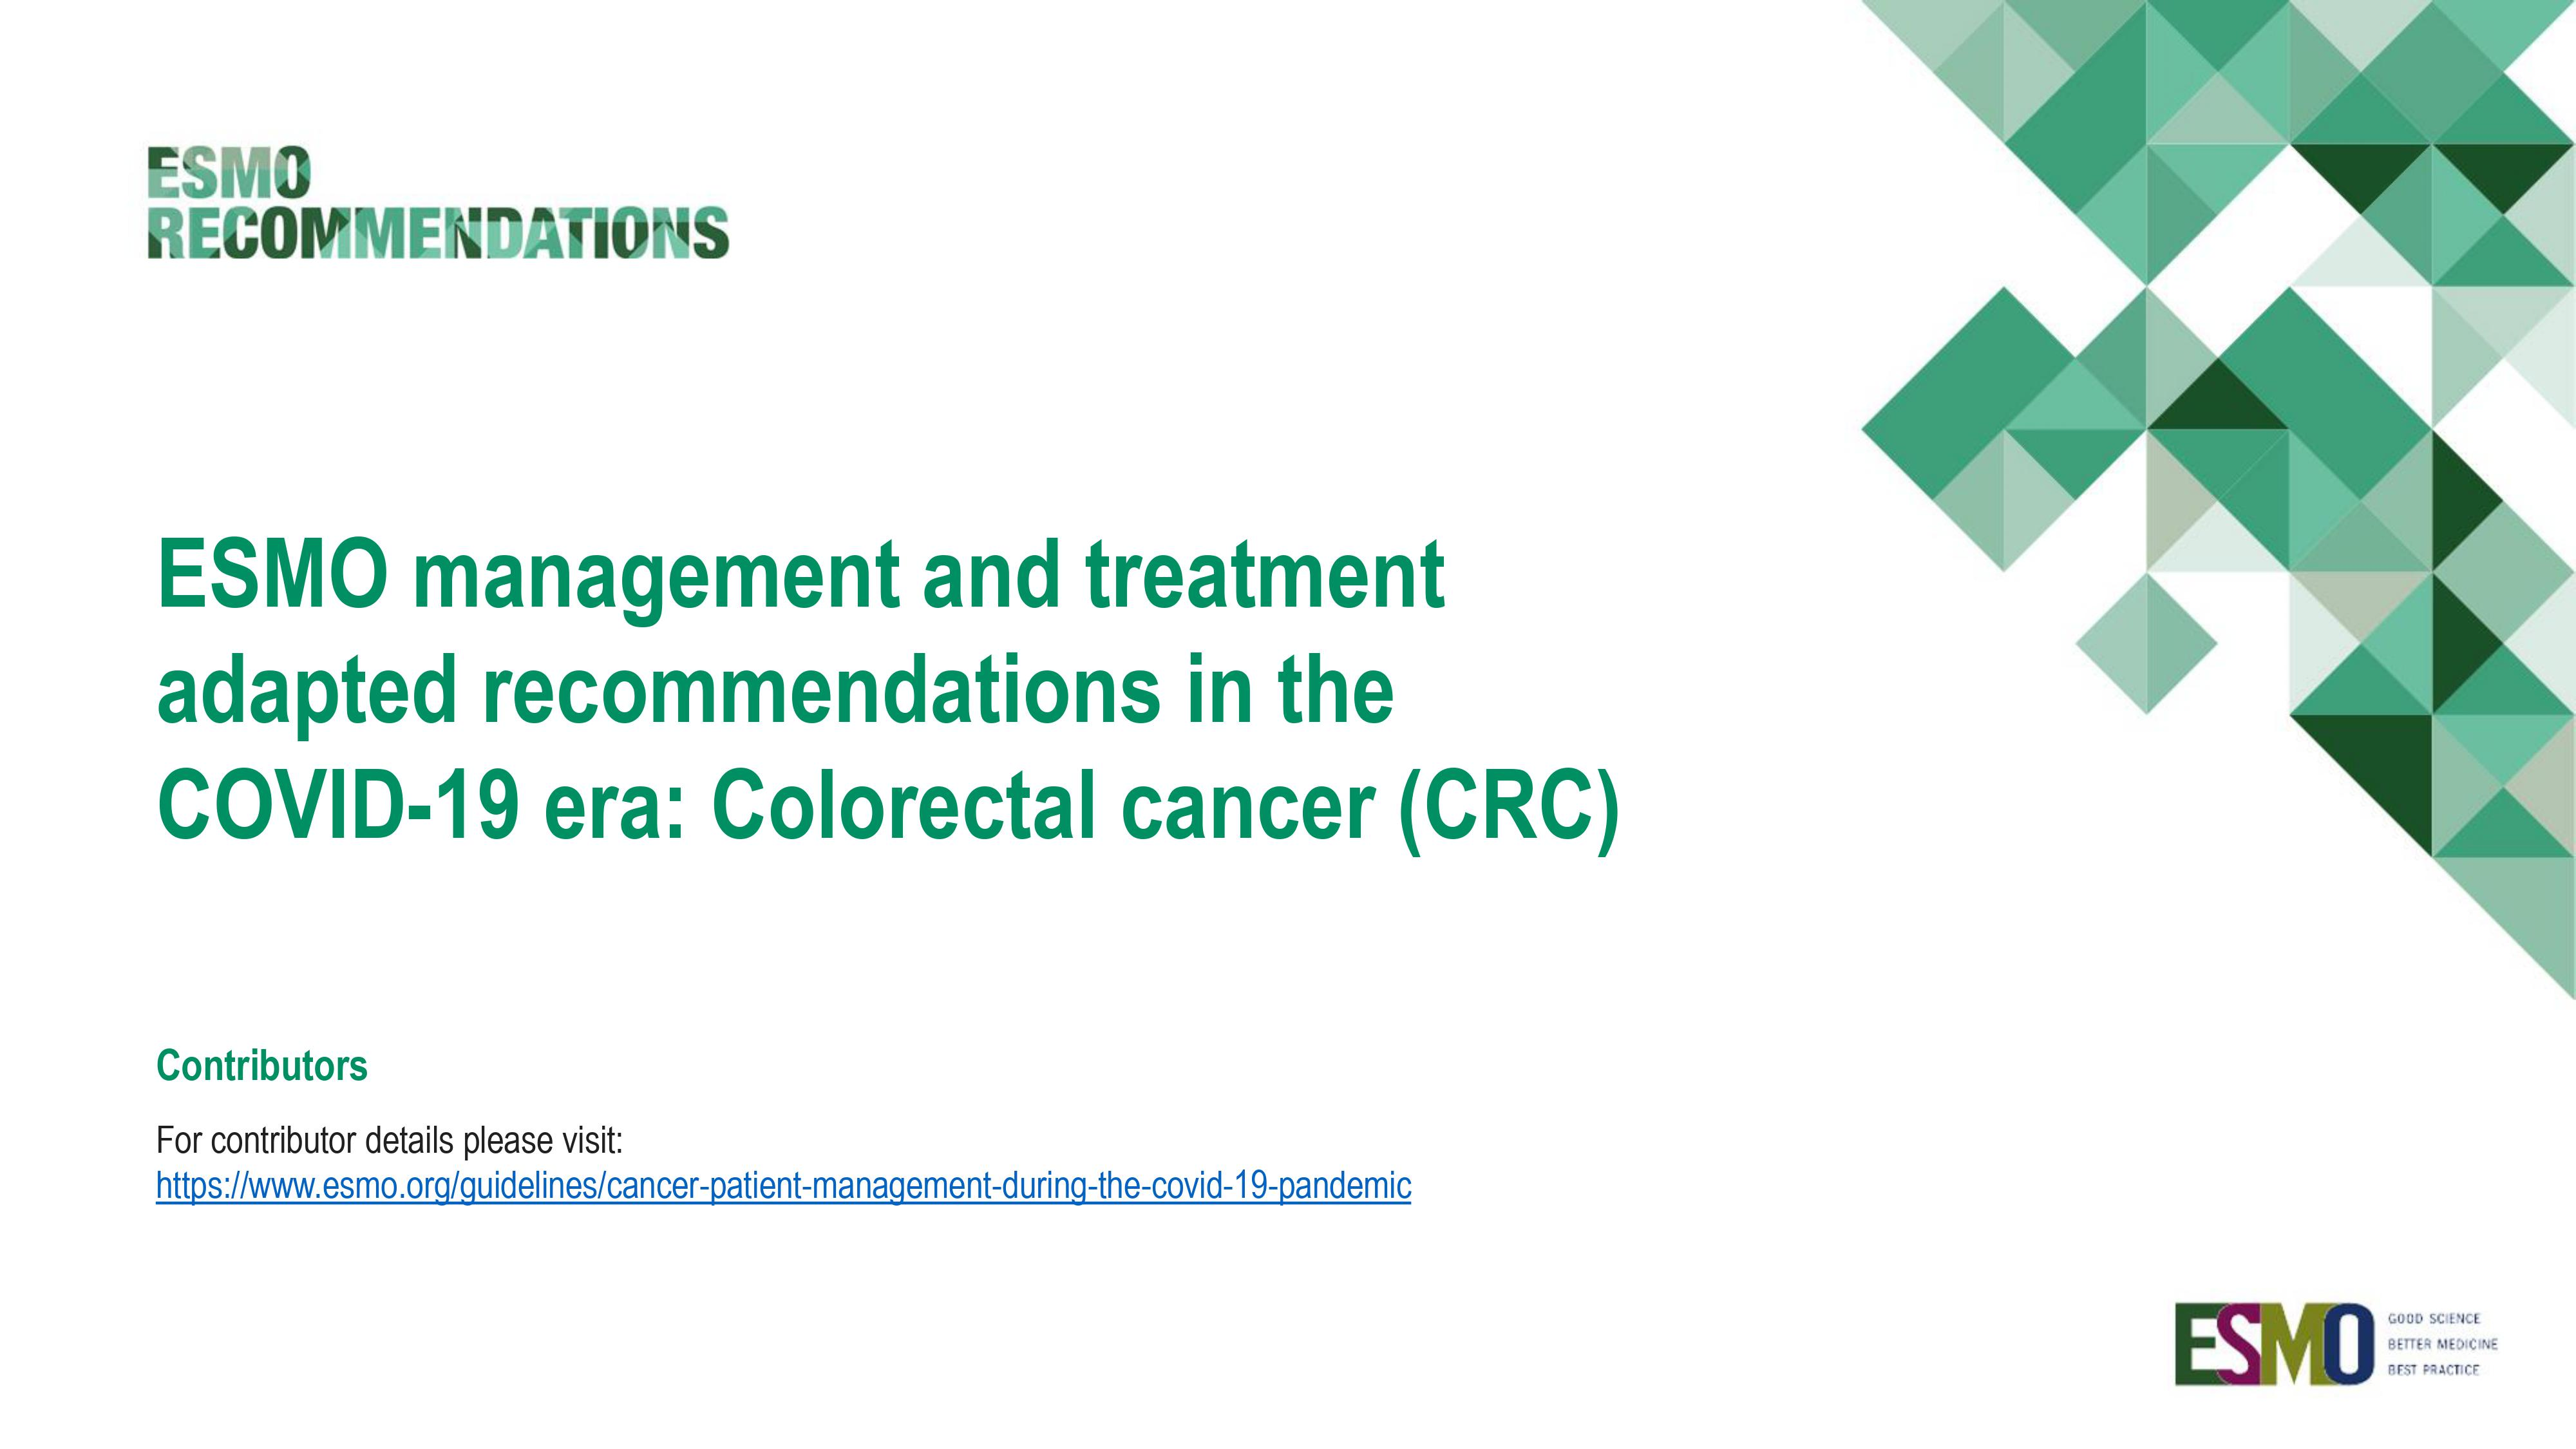 ESMO
RECOMMENDATIONS
ESMO management and treatment
adapted recommendations in the
COVID-19 era: Colorectal cancer (CRC)
Contributors
For contributor details please visit:
https://www.esmo.org/guidelines/cancer-patient-management-during-the-covid-19-pandemic
ESMO
GOOD SCIENCE
BETTER MEDICINE
BEST PRACTICE